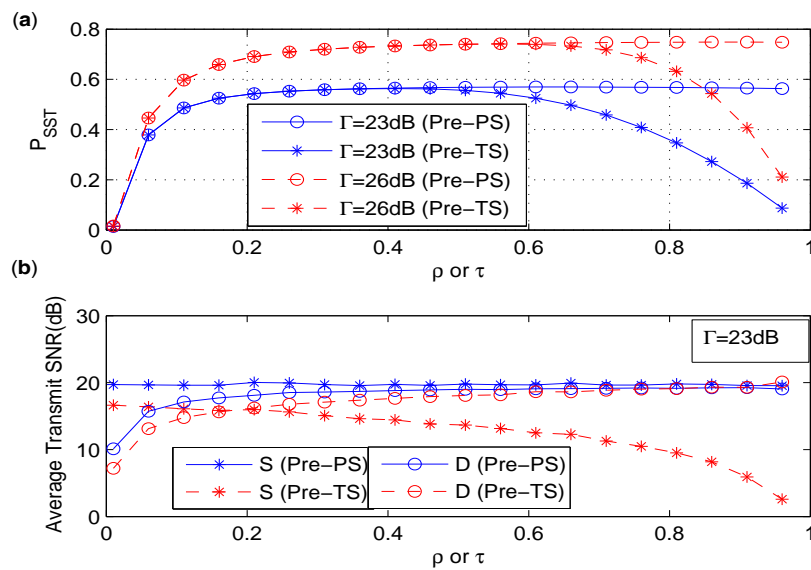 (a)
0.8
0.6
0.4
0.2
0
P_SST
Γ=23dB (Pre−PS)
Γ=23dB (Pre−TS)
Γ=26dB (Pre−PS)
Γ=26dB (Pre−TS)
0 0.2 0.4 0.6 0.8 1
ρ or τ
(b)
30
20
10
0
Average Transmit SNR(dB)
Γ=23dB
S (Pre−PS)
S (Pre−TS)
D (Pre−PS)
D (Pre−TS)
0 0.2 0.4 0.6 0.8 1
ρ or τ